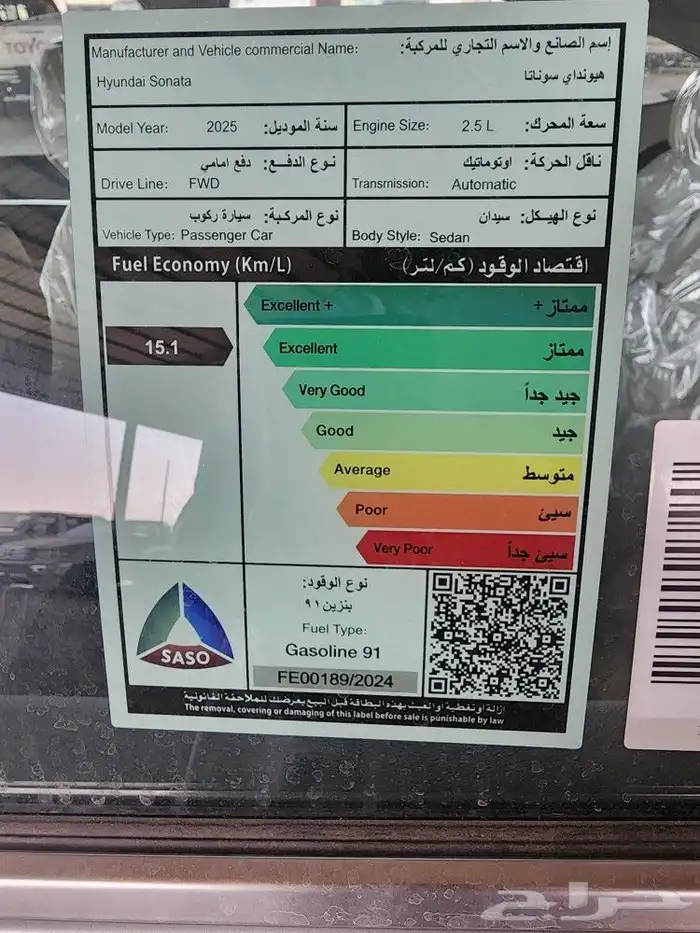 Manufacturer and Vehicle commercial Name: إسم الصانع والاسم التجاري للمركبة:
Hyundai Sonata هيونداي سوناتا
Model Year: 2025 سنة الموديل:
Engine Size: 2.5 L سعة المحرك:
نوع الدفــع: دفع امامي
Drive Line: FWD
ناقل الحركة: اوتوماتيك
Transmission: Automatic
نوع المركبة: سيارة ركوب
Vehicle Type: Passenger Car
نوع الهيكل: سيدان
Body Style: Sedan
Fuel Economy (Km/L) اقتصاد الوقود (كم/لتر)
Excellent + ممتاز +
15.1
Excellent ممتاز
Very Good جيد جداً
Good جيد
Average متوسط
Poor سيئ
Very Poor سيئ جداً
SASO
نوع الوقود:
بنزين ٩١
Fuel Type:
Gasoline 91
FE00189/2024
ازالة أو تغطية أو العبث بهذه البطاقة قبل البيع يعرضك للملاحقة القانونية
The removal, covering or damaging of this label before sale is punishable by law
حراج